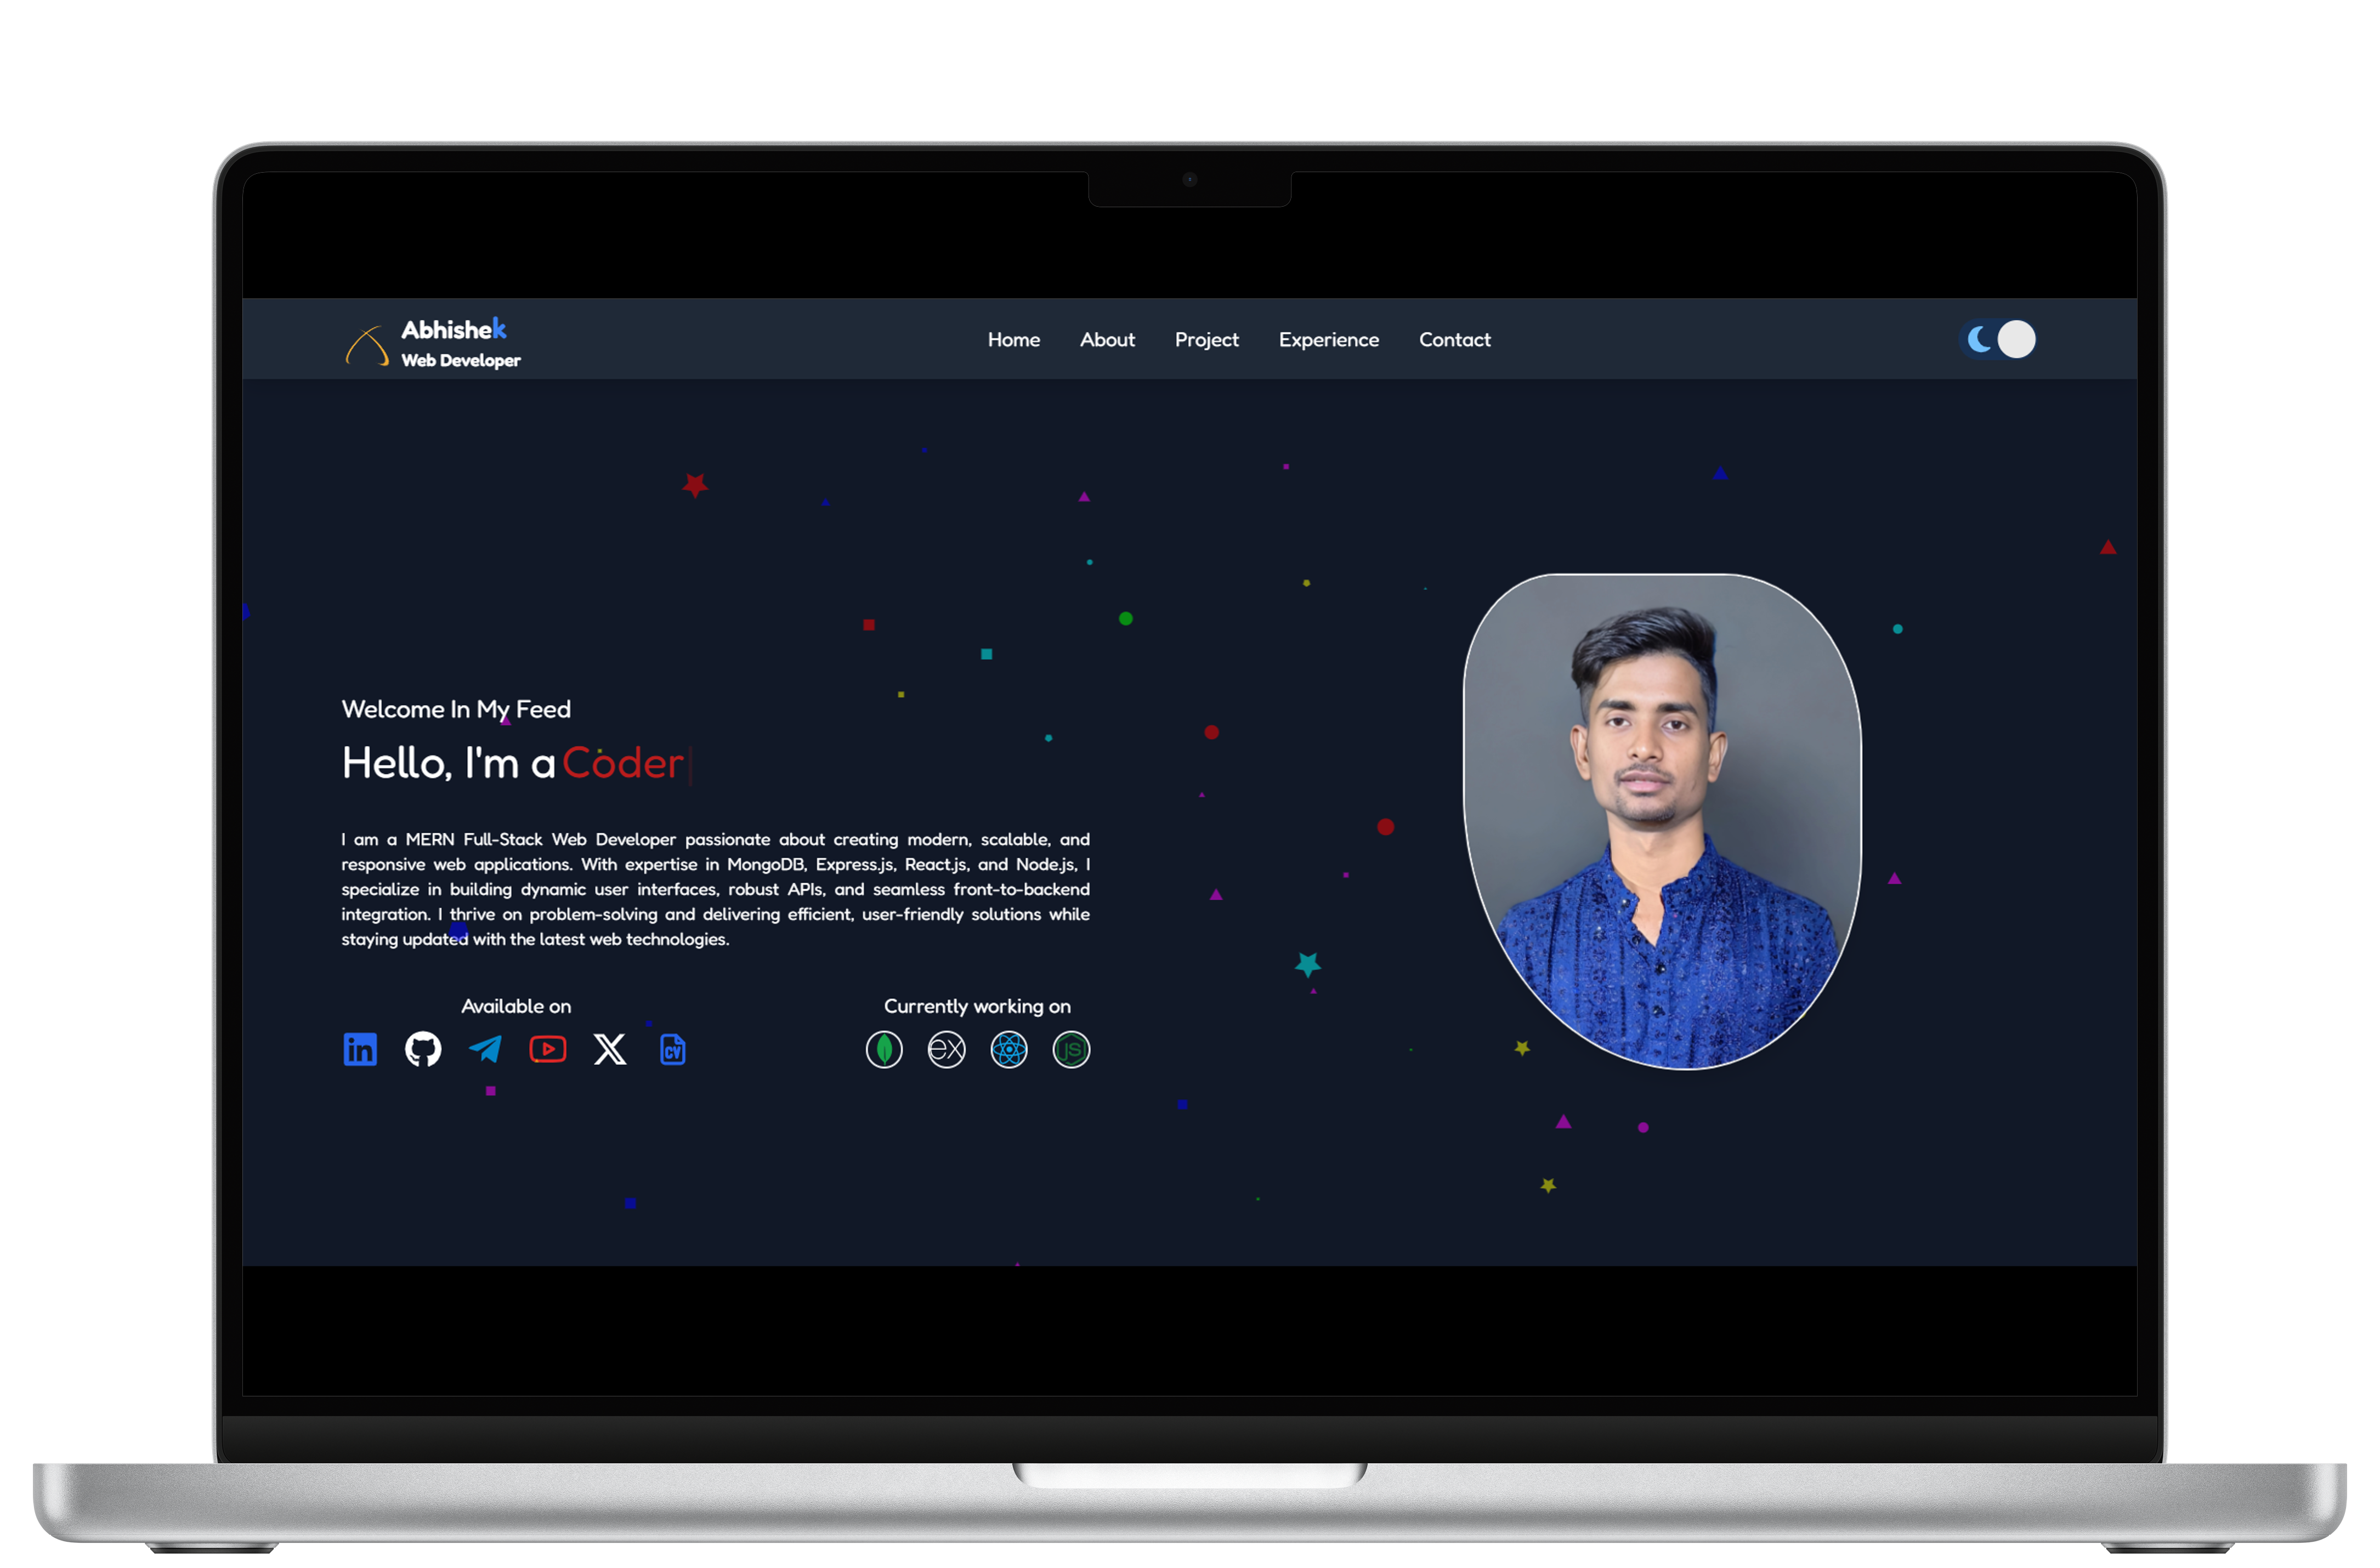 Abhishek
Web Developer
Home About Project Experience Contact
Welcome In My Feed
Hello, I'm a Coder
I am a MERN Full-Stack Web Developer passionate about creating modern, scalable, and
responsive web applications. With expertise in MongoDB, Express.js, React.js, and Node.js, I
specialize in building dynamic user interfaces, robust APIs, and seamless front-to-backend
integration. I thrive on problem-solving and delivering efficient, user-friendly solutions while
staying updated with the latest web technologies.
Available on
Currently working on
in
X
CV
ex
JS